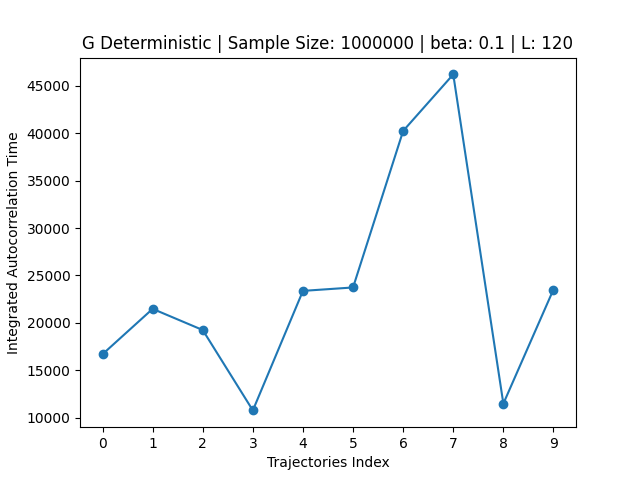 G Deterministic | Sample Size: 1000000 | beta: 0.1 | L: 120
Integrated Autocorrelation Time
45000
40000
35000
30000
25000
20000
15000
10000
0 1 2 3 4 5 6 7 8 9
Trajectories Index